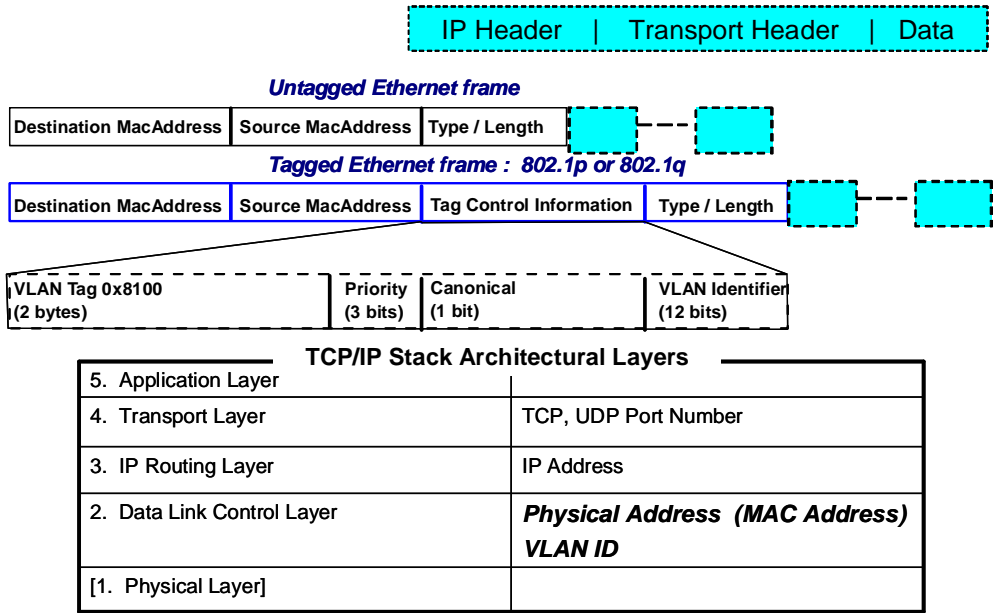 IP Header | Transport Header | Data
Untagged Ethernet frame
Destination MacAddress Source MacAddress Type / Length
Tagged Ethernet frame : 802.1p or 802.1q
Destination MacAddress Source MacAddress Tag Control Information Type / Length
VLAN Tag 0x8100 Priority Canonical VLAN Identifier
(2 bytes) (3 bits) (1 bit) (12 bits)
TCP/IP Stack Architectural Layers
5. Application Layer
4. Transport Layer TCP, UDP Port Number
3. IP Routing Layer IP Address
2. Data Link Control Layer Physical Address (MAC Address)
VLAN ID
[1. Physical Layer]